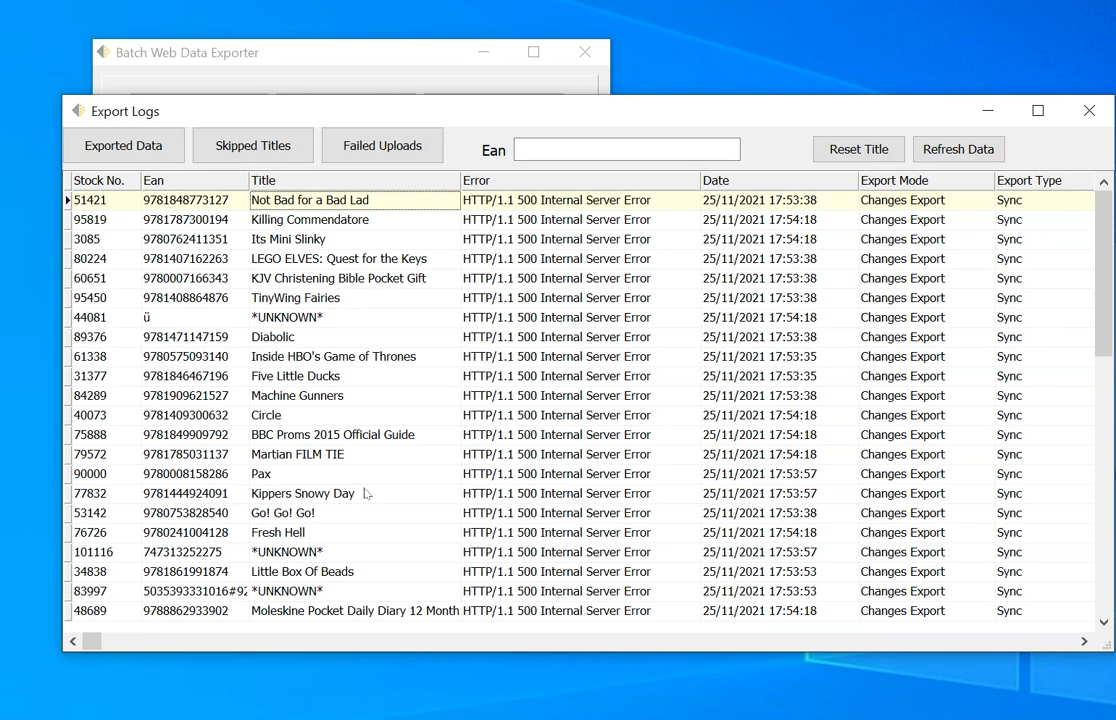 Batch Web Data Exporter
Export Logs
Exported Data Skipped Titles Failed Uploads Ean Reset Title Refresh Data
Stock No. Ean Title Error Date Export Mode Export Type
51421 9781848773127 Not Bad for a Bad Lad HTTP/1.1 500 Internal Server Error 25/11/2021 17:53:38 Changes Export Sync
95819 9781787300194 Killing Commendatore HTTP/1.1 500 Internal Server Error 25/11/2021 17:54:18 Changes Export Sync
3085 9780762411351 Its Mini Slinky HTTP/1.1 500 Internal Server Error 25/11/2021 17:54:18 Changes Export Sync
80224 9781407162263 LEGO ELVES: Quest for the Keys HTTP/1.1 500 Internal Server Error 25/11/2021 17:53:38 Changes Export Sync
60651 9780007166343 KJV Christening Bible Pocket Gift HTTP/1.1 500 Internal Server Error 25/11/2021 17:53:38 Changes Export Sync
95450 9781408864876 TinyWing Fairies HTTP/1.1 500 Internal Server Error 25/11/2021 17:53:38 Changes Export Sync
44081 ü *UNKNOWN* HTTP/1.1 500 Internal Server Error 25/11/2021 17:54:18 Changes Export Sync
89376 9781471147159 Diabolic HTTP/1.1 500 Internal Server Error 25/11/2021 17:53:38 Changes Export Sync
61338 9780575093140 Inside HBO's Game of Thrones HTTP/1.1 500 Internal Server Error 25/11/2021 17:53:35 Changes Export Sync
31377 9781846467196 Five Little Ducks HTTP/1.1 500 Internal Server Error 25/11/2021 17:53:35 Changes Export Sync
84289 9781909621527 Machine Gunners HTTP/1.1 500 Internal Server Error 25/11/2021 17:53:38 Changes Export Sync
40073 9781409300632 Circle HTTP/1.1 500 Internal Server Error 25/11/2021 17:54:18 Changes Export Sync
75888 9781849909792 BBC Proms 2015 Official Guide HTTP/1.1 500 Internal Server Error 25/11/2021 17:54:18 Changes Export Sync
79572 9781785031137 Martian FILM TIE HTTP/1.1 500 Internal Server Error 25/11/2021 17:54:18 Changes Export Sync
90000 9780008158286 Pax HTTP/1.1 500 Internal Server Error 25/11/2021 17:53:57 Changes Export Sync
77832 9781444924091 Kippers Snowy Day HTTP/1.1 500 Internal Server Error 25/11/2021 17:53:57 Changes Export Sync
53142 9780753828540 Go! Go! Go! HTTP/1.1 500 Internal Server Error 25/11/2021 17:53:38 Changes Export Sync
76726 9780241004128 Fresh Hell HTTP/1.1 500 Internal Server Error 25/11/2021 17:54:18 Changes Export Sync
101116 747313252275 *UNKNOWN* HTTP/1.1 500 Internal Server Error 25/11/2021 17:53:57 Changes Export Sync
34838 9781861991874 Little Box Of Beads HTTP/1.1 500 Internal Server Error 25/11/2021 17:53:53 Changes Export Sync
83997 5035393331016#92 *UNKNOWN* HTTP/1.1 500 Internal Server Error 25/11/2021 17:53:53 Changes Export Sync
48689 9788862933902 Moleskine Pocket Daily Diary 12 Month HTTP/1.1 500 Internal Server Error 25/11/2021 17:54:18 Changes Export Sync